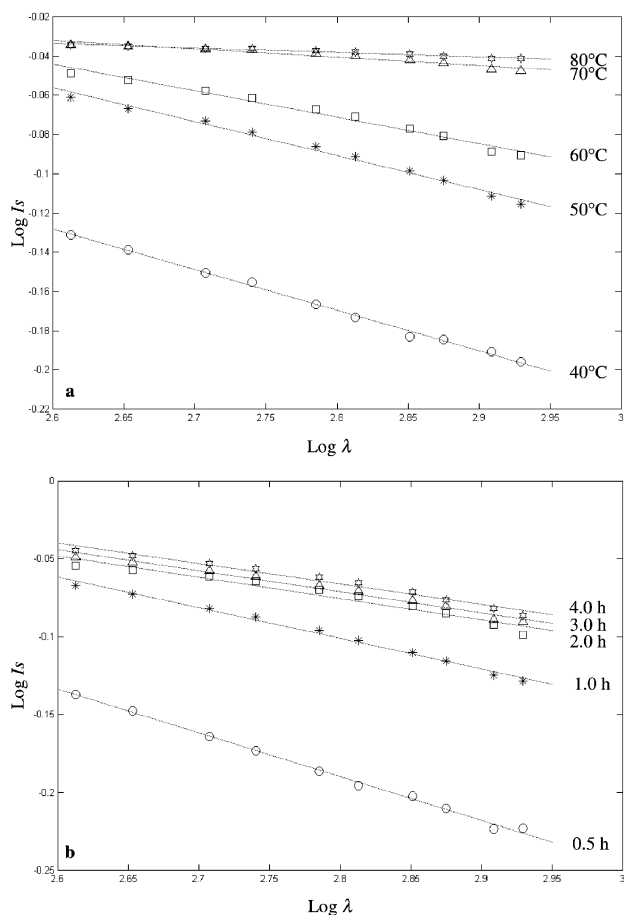 -0.02
-0.04
80°C
70°C
-0.06
60°C
-0.08
-0.1
50°C
Log Is
-0.12
-0.14
-0.16
-0.18
-0.2
40°C
a
-0.22
2.6 2.65 2.7 2.75 2.8 2.85 2.9 2.95 3
Log λ
0
-0.05
4.0 h
3.0 h
2.0 h
-0.1
1.0 h
Log Is
-0.15
-0.2
0.5 h
b
-0.25
2.6 2.65 2.7 2.75 2.8 2.85 2.9 2.95 3
Log λ